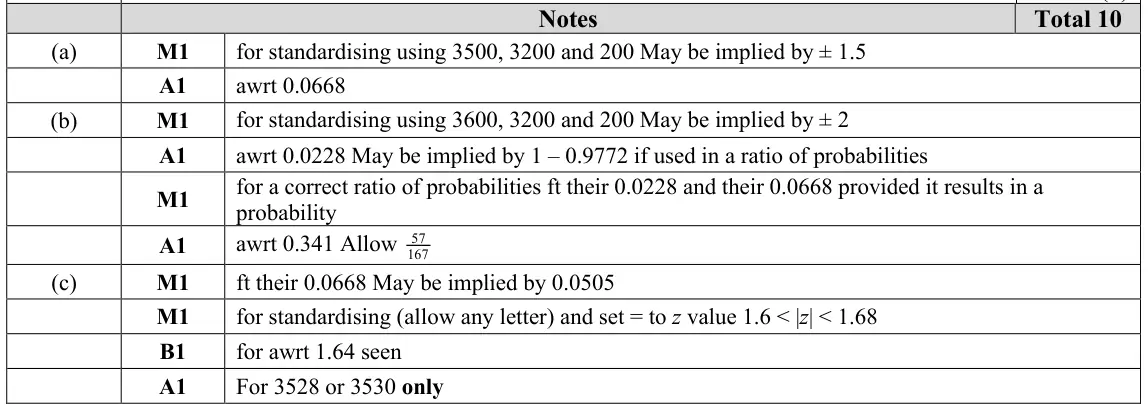 Notes Total 10
(a) M1 for standardising using 3500, 3200 and 200 May be implied by ± 1.5
A1 awrt 0.0668
(b) M1 for standardising using 3600, 3200 and 200 May be implied by ± 2
A1 awrt 0.0228 May be implied by 1 – 0.9772 if used in a ratio of probabilities
M1 for a correct ratio of probabilities ft their 0.0228 and their 0.0668 provided it results in a
probability
A1 awrt 0.341 Allow 57/167
(c) M1 ft their 0.0668 May be implied by 0.0505
M1 for standardising (allow any letter) and set = to z value 1.6 < |z| < 1.68
B1 for awrt 1.64 seen
A1 For 3528 or 3530 only